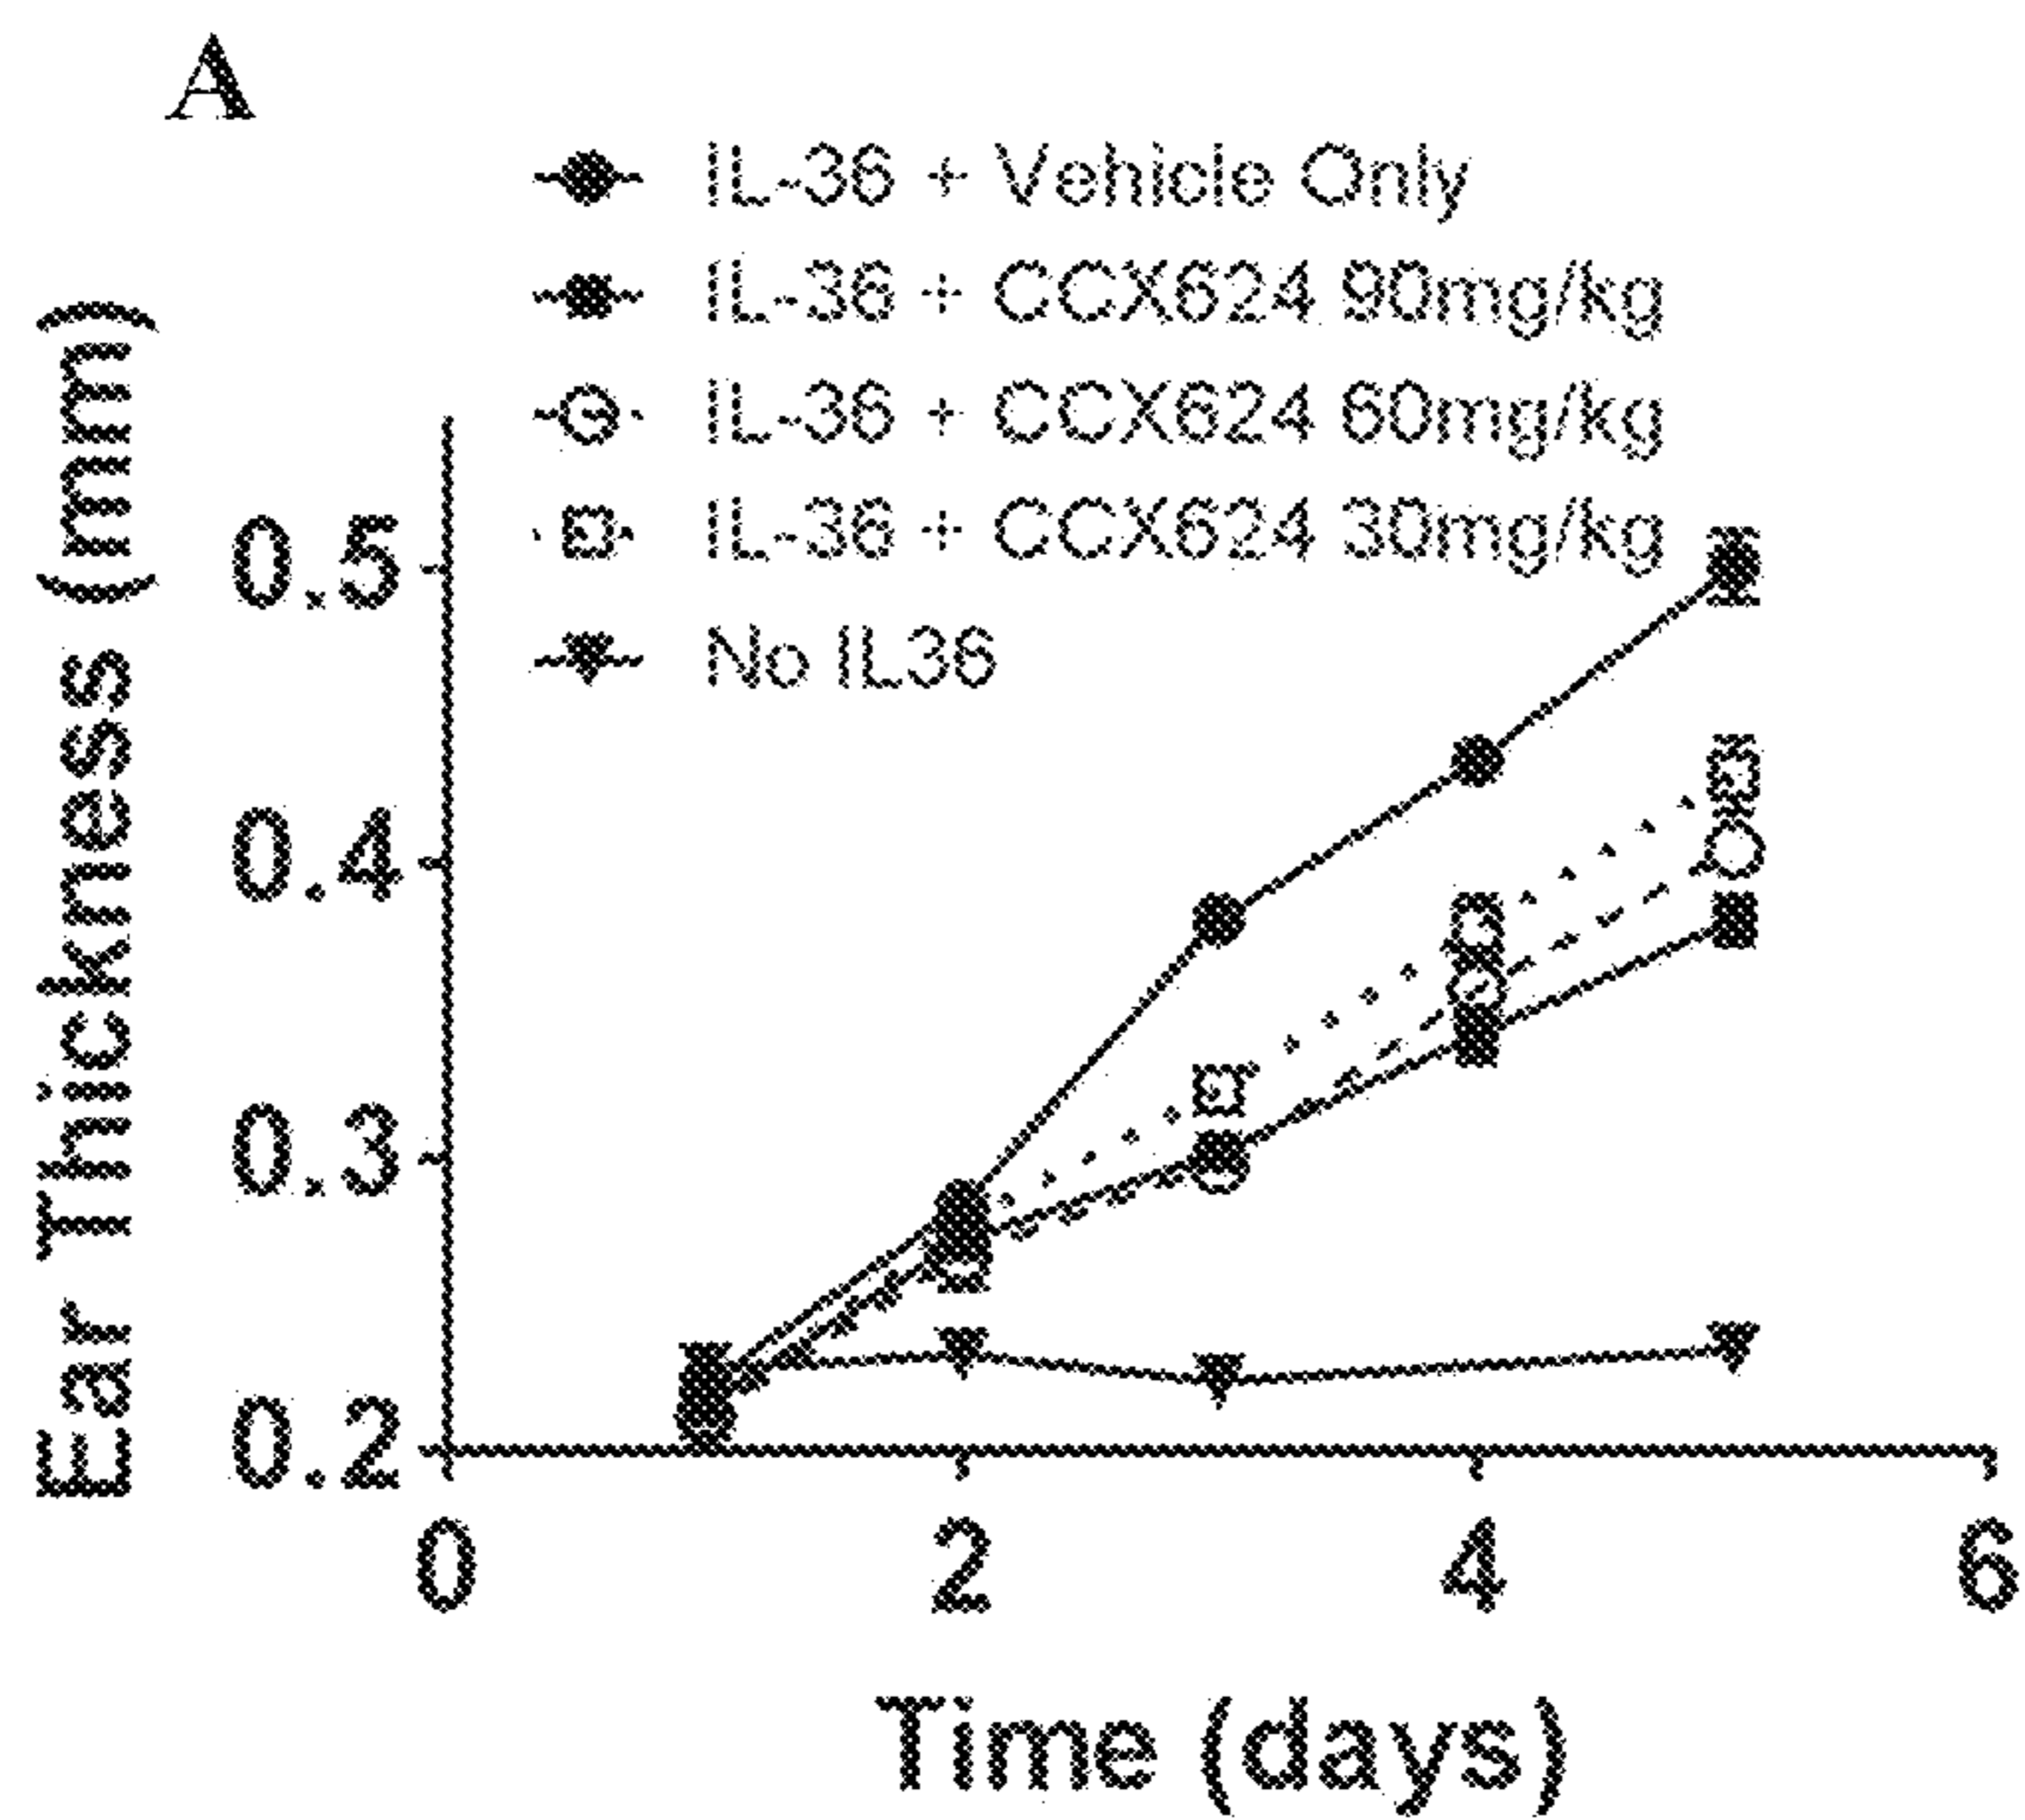 A
IL-36 + Vehicle Only
IL-36 + CCX624 90mg/kg
IL-36 + CCX624 60mg/kg
IL-36 + CCX624 30mg/kg
No IL36
Ear Thickness (mm)
0.5
0.4
0.3
0.2
0 2 4 6
Time (days)